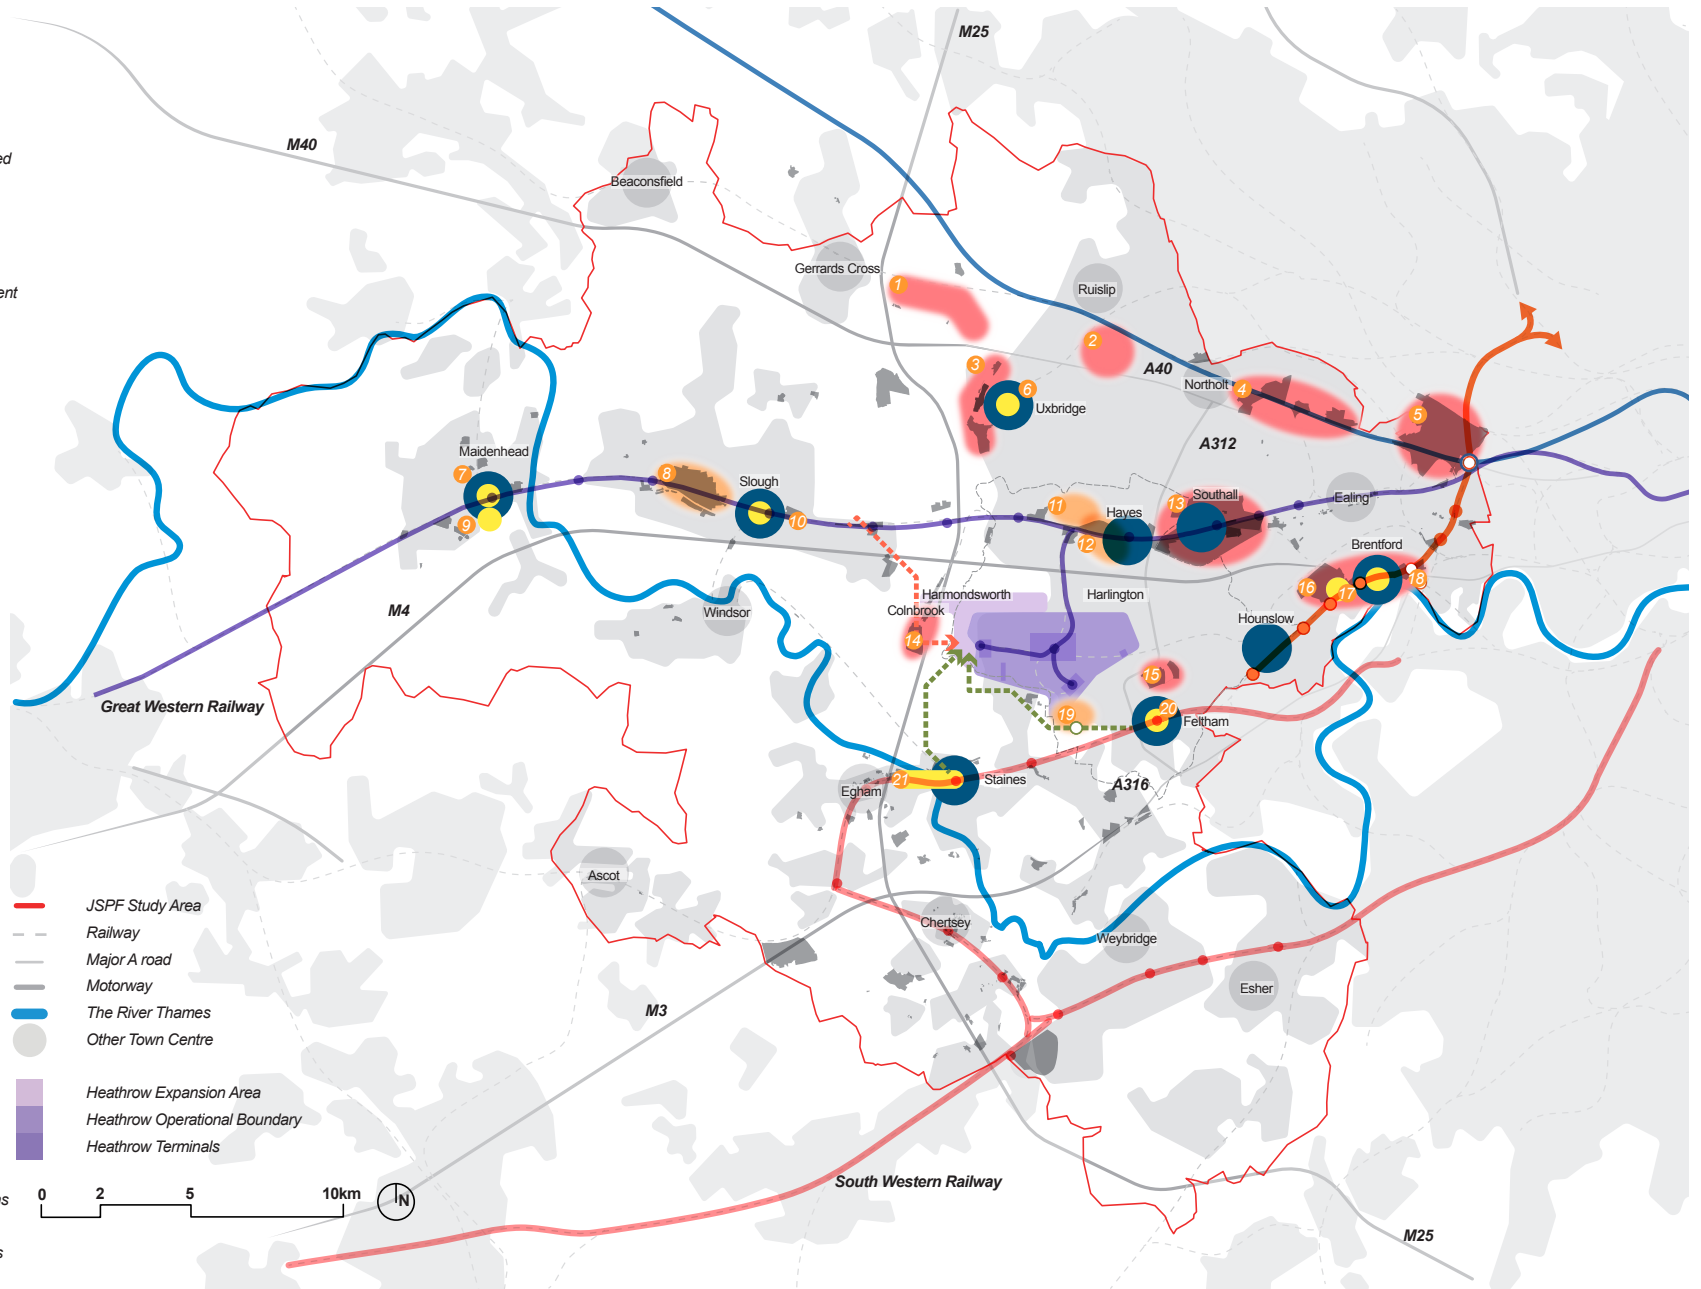 M25
M40
ed
Beaconsfield
Gerrards Cross
Ruislip
ent
1
2
3
A40
Northolt
4
6
Uxbridge
5
A312
Maidenhead
7
8
Slough
9
10
11
Hayes
12
13
Southall
Ealing
Brentford
16
17
18
M4
Windsor
Harmondsworth
Colnbrook
Harlington
Hounslow
14
15
Great Western Railway
19
20
Feltham
21
Staines
Egham
A316
Ascot
JSPF Study Area
Railway
Major A road
Motorway
The River Thames
Other Town Centre
Chertsey
Weybridge
Esher
M3
Heathrow Expansion Area
Heathrow Operational Boundary
Heathrow Terminals
0 2 5 10km
N
ns
s
South Western Railway
M25